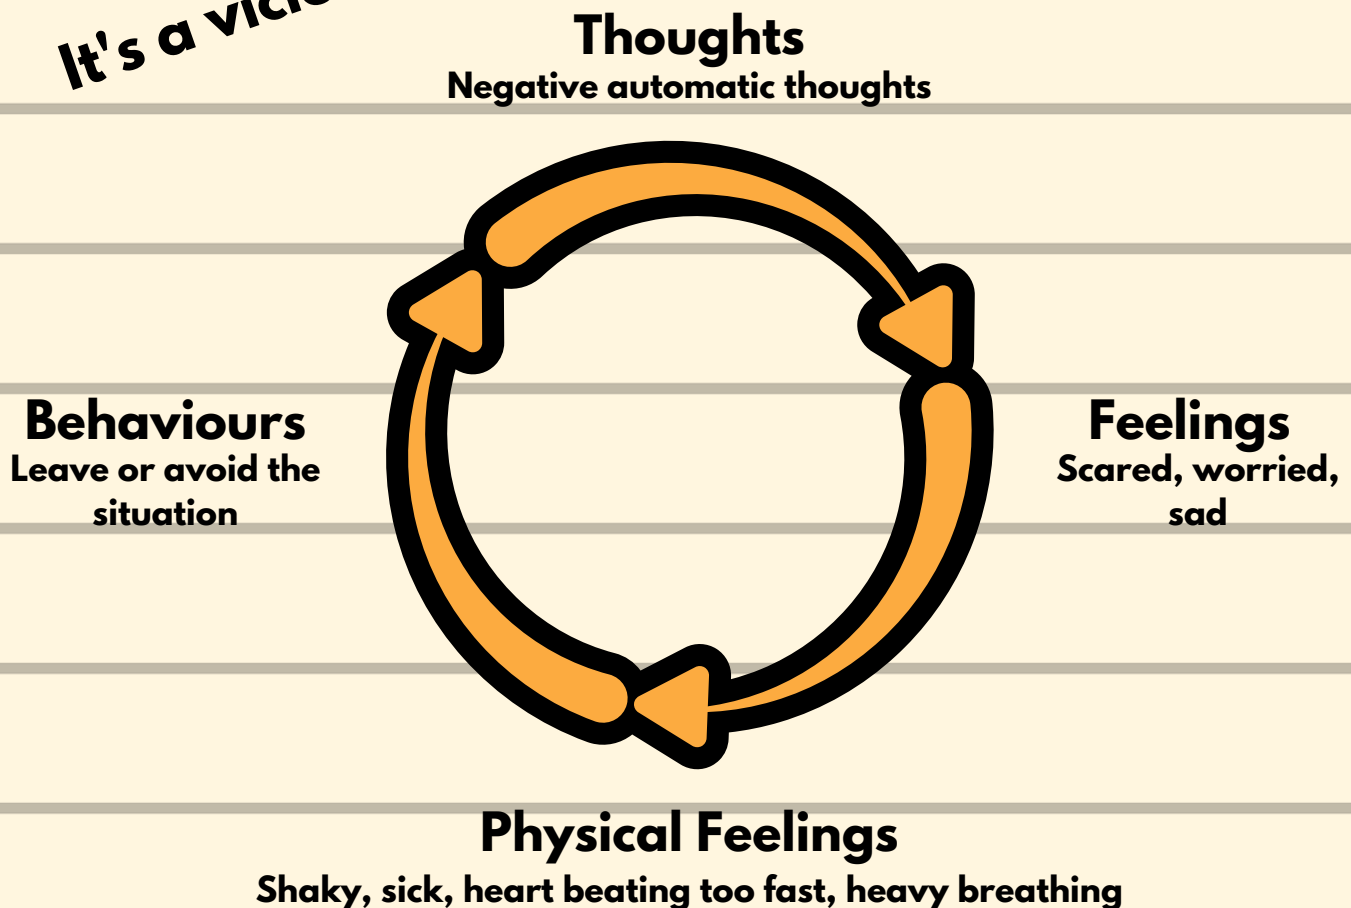 It's a
Thoughts
Negative automatic thoughts
Behaviours
Leave or avoid the
situation
Feelings
Scared, worried,
sad
Physical Feelings
Shaky, sick, heart beating too fast, heavy breathing